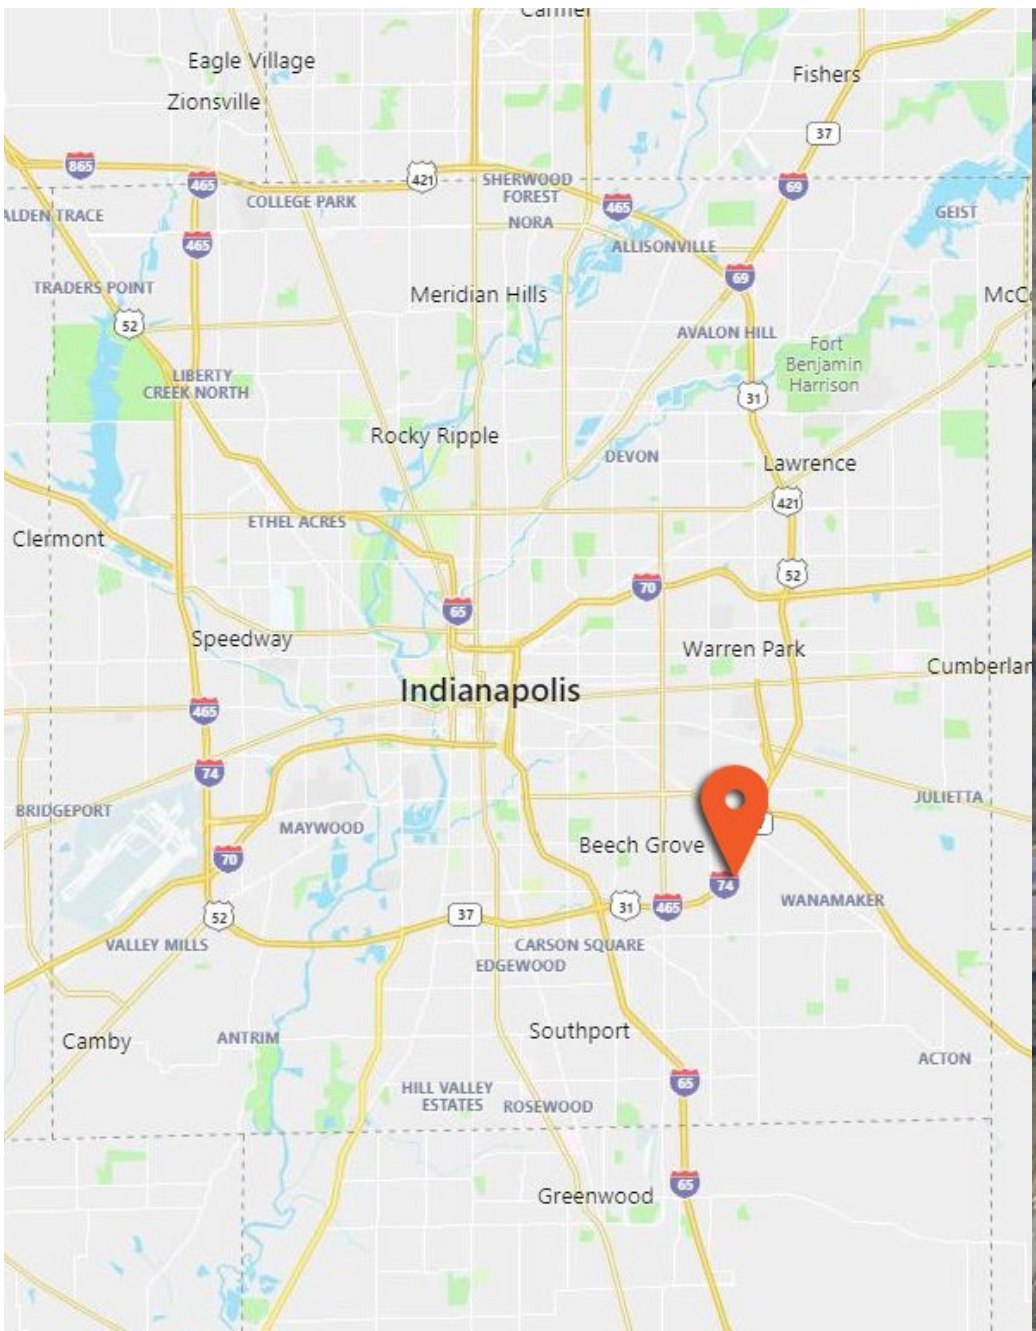 Carmel
Eagle Village
Fishers
Zionsville
37
865
421
SHERWOOD
FOREST
465
69
COLLEGE PARK
465
ALDEN TRACE
GEIST
NORA
465
ALLISONVILLE
69
TRADERS POINT
Meridian Hills
McC
52
AVALON HILL
Fort
Benjamin
Harrison
LIBERTY
CREEK NORTH
31
Rocky Ripple
DEVON
Lawrence
421
ETHEL ACRES
Clermont
52
70
65
Speedway
Warren Park
Cumberlan
Indianapolis
465
74
BRIDGEPORT
JULIETTA
MAYWOOD
Beech Grove
70
74
WANAMAKER
52
37
31
465
VALLEY MILLS
CARSON SQUARE
EDGEWOOD
Southport
Camby
ANTRIM
ACTON
65
HILL VALLEY
ESTATES
ROSEWOOD
65
Greenwood